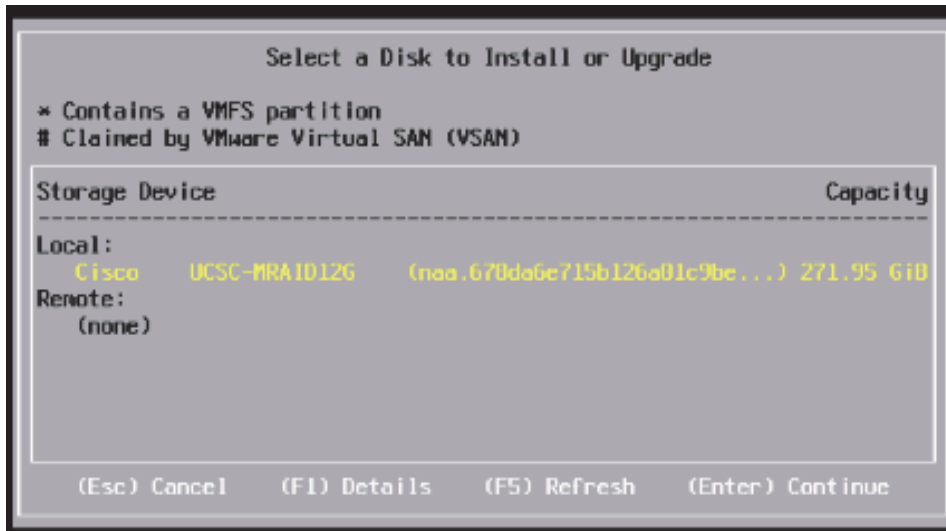 Select a Disk to Install or Upgrade
* Contains a VMFS partition
# Claimed by VMware Virtual SAN (VSAN)
Storage Device Capacity
--------------------------------------------------------------------
Local:
Cisco UCSC-MRAID12G (naa.678da6e715b126a01c9be...) 271.95 GiB
Remote:
(none)
(Esc) Cancel (F1) Details (F5) Refresh (Enter) Continue